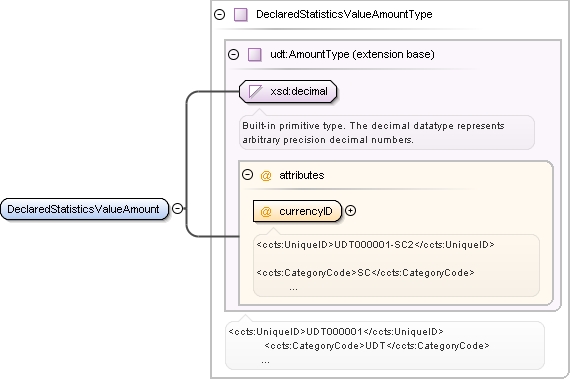 DeclaredStatisticsValueAmountType
udt:AmountType (extension base)
xsd:decimal
Built-in primitive type. The decimal datatype represents
arbitrary precision decimal numbers.
@ attributes
DeclaredStatisticsValueAmount
@ currencyID
<ccts:UniqueID>UDT000001-SC2</ccts:UniqueID>
<ccts:CategoryCode>SC</ccts:CategoryCode>
...
<ccts:UniqueID>UDT000001</ccts:UniqueID>
<ccts:CategoryCode>UDT</ccts:CategoryCode>
...